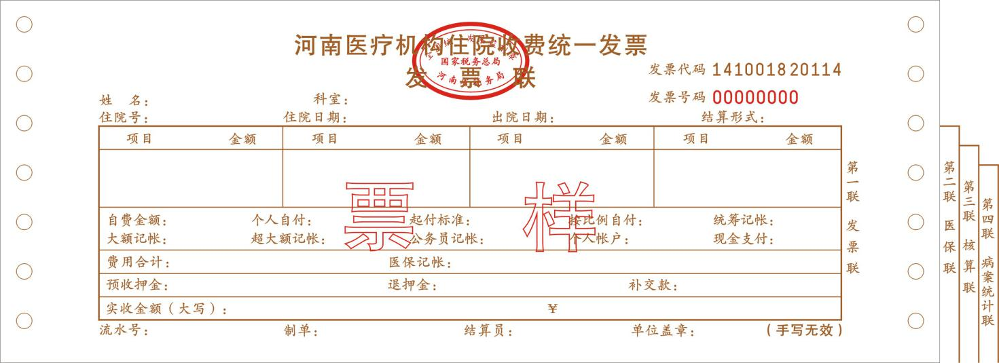 河南医疗机构住院收费统一发票
发 票 联
国家税务总局
河南省税务局
发票代码 141001820114
发票号码 00000000
姓 名： 科室：
住院号： 住院日期： 出院日期： 结算形式：
项目 金额 项目 金额 项目 金额 项目 金额
票 样
自费金额： 个人自付： 起付标准： 按比例自付： 统筹记帐：
大额记帐： 超大额记帐： 公务员记帐： 个人帐户： 现金支付：
费用合计： 医保记帐：
预收押金： 退押金： 补交款：
实收金额（大写）： ¥
流水号： 制单： 结算员： 单位盖章： （手写无效）
第一联 发票联
第二联 医保联
第三联 核算联
第四联 病案统计联